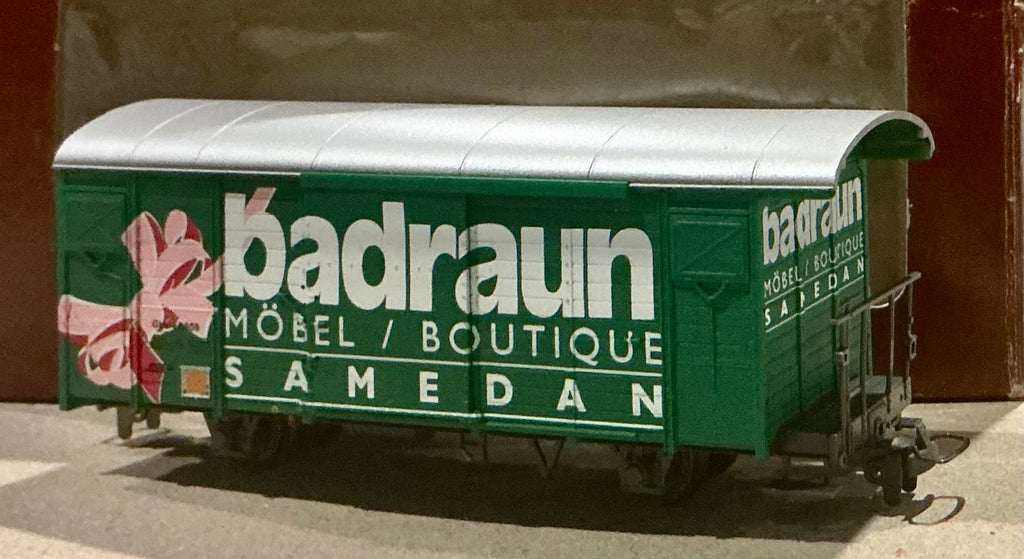 badraun
MÖBEL / BOUTIQUE
SAMEDAN
badraun
MÖBEL / BOUTIQUE
SAMEDAN